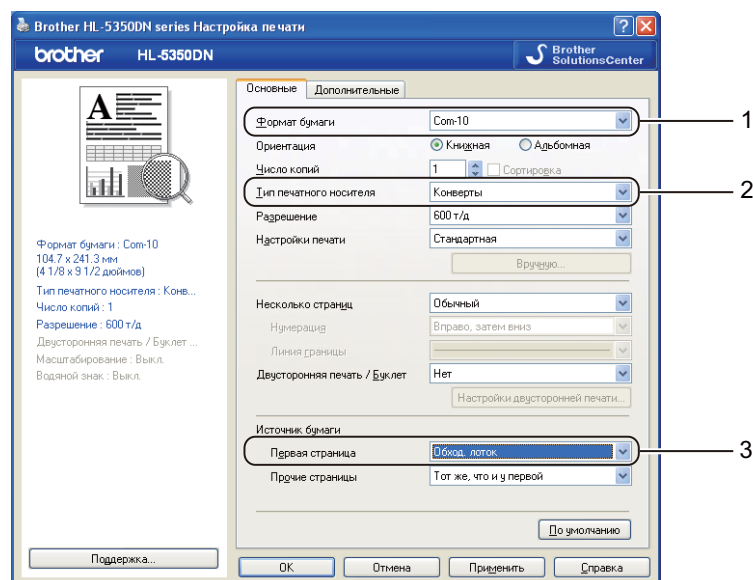 Brother HL-5350DN series Настройка печати
brother HL-5350DN
Brother SolutionsCenter
Основные Дополнительные
Формат бумаги Com-10 1
Ориентация Книжная Альбомная
Число копий 1 Сортировка
Тип печатного носителя Конверты 2
Разрешение 600 т/д
Настройки печати Стандартная
Вручную...
Несколько страниц Обычный
Нумерация Вправо, затем вниз
Линия границы
Двусторонняя печать / Буклет Нет
Настройки двусторонней печати...
Источник бумаги
Первая страница Обход. лоток 3
Прочие страницы Тот же, что и у первой
По умолчанию
A
Формат бумаги : Com-10
104.7 x 241.3 мм
(4 1/8 x 9 1/2 дюймов)
Тип печатного носителя : Конв...
Число копий : 1
Разрешение : 600 т/д
Двусторонняя печать / Буклет ...
Масштабирование : Выкл.
Водяной знак : Выкл.
Поддержка...
OK Отмена Применить Справка